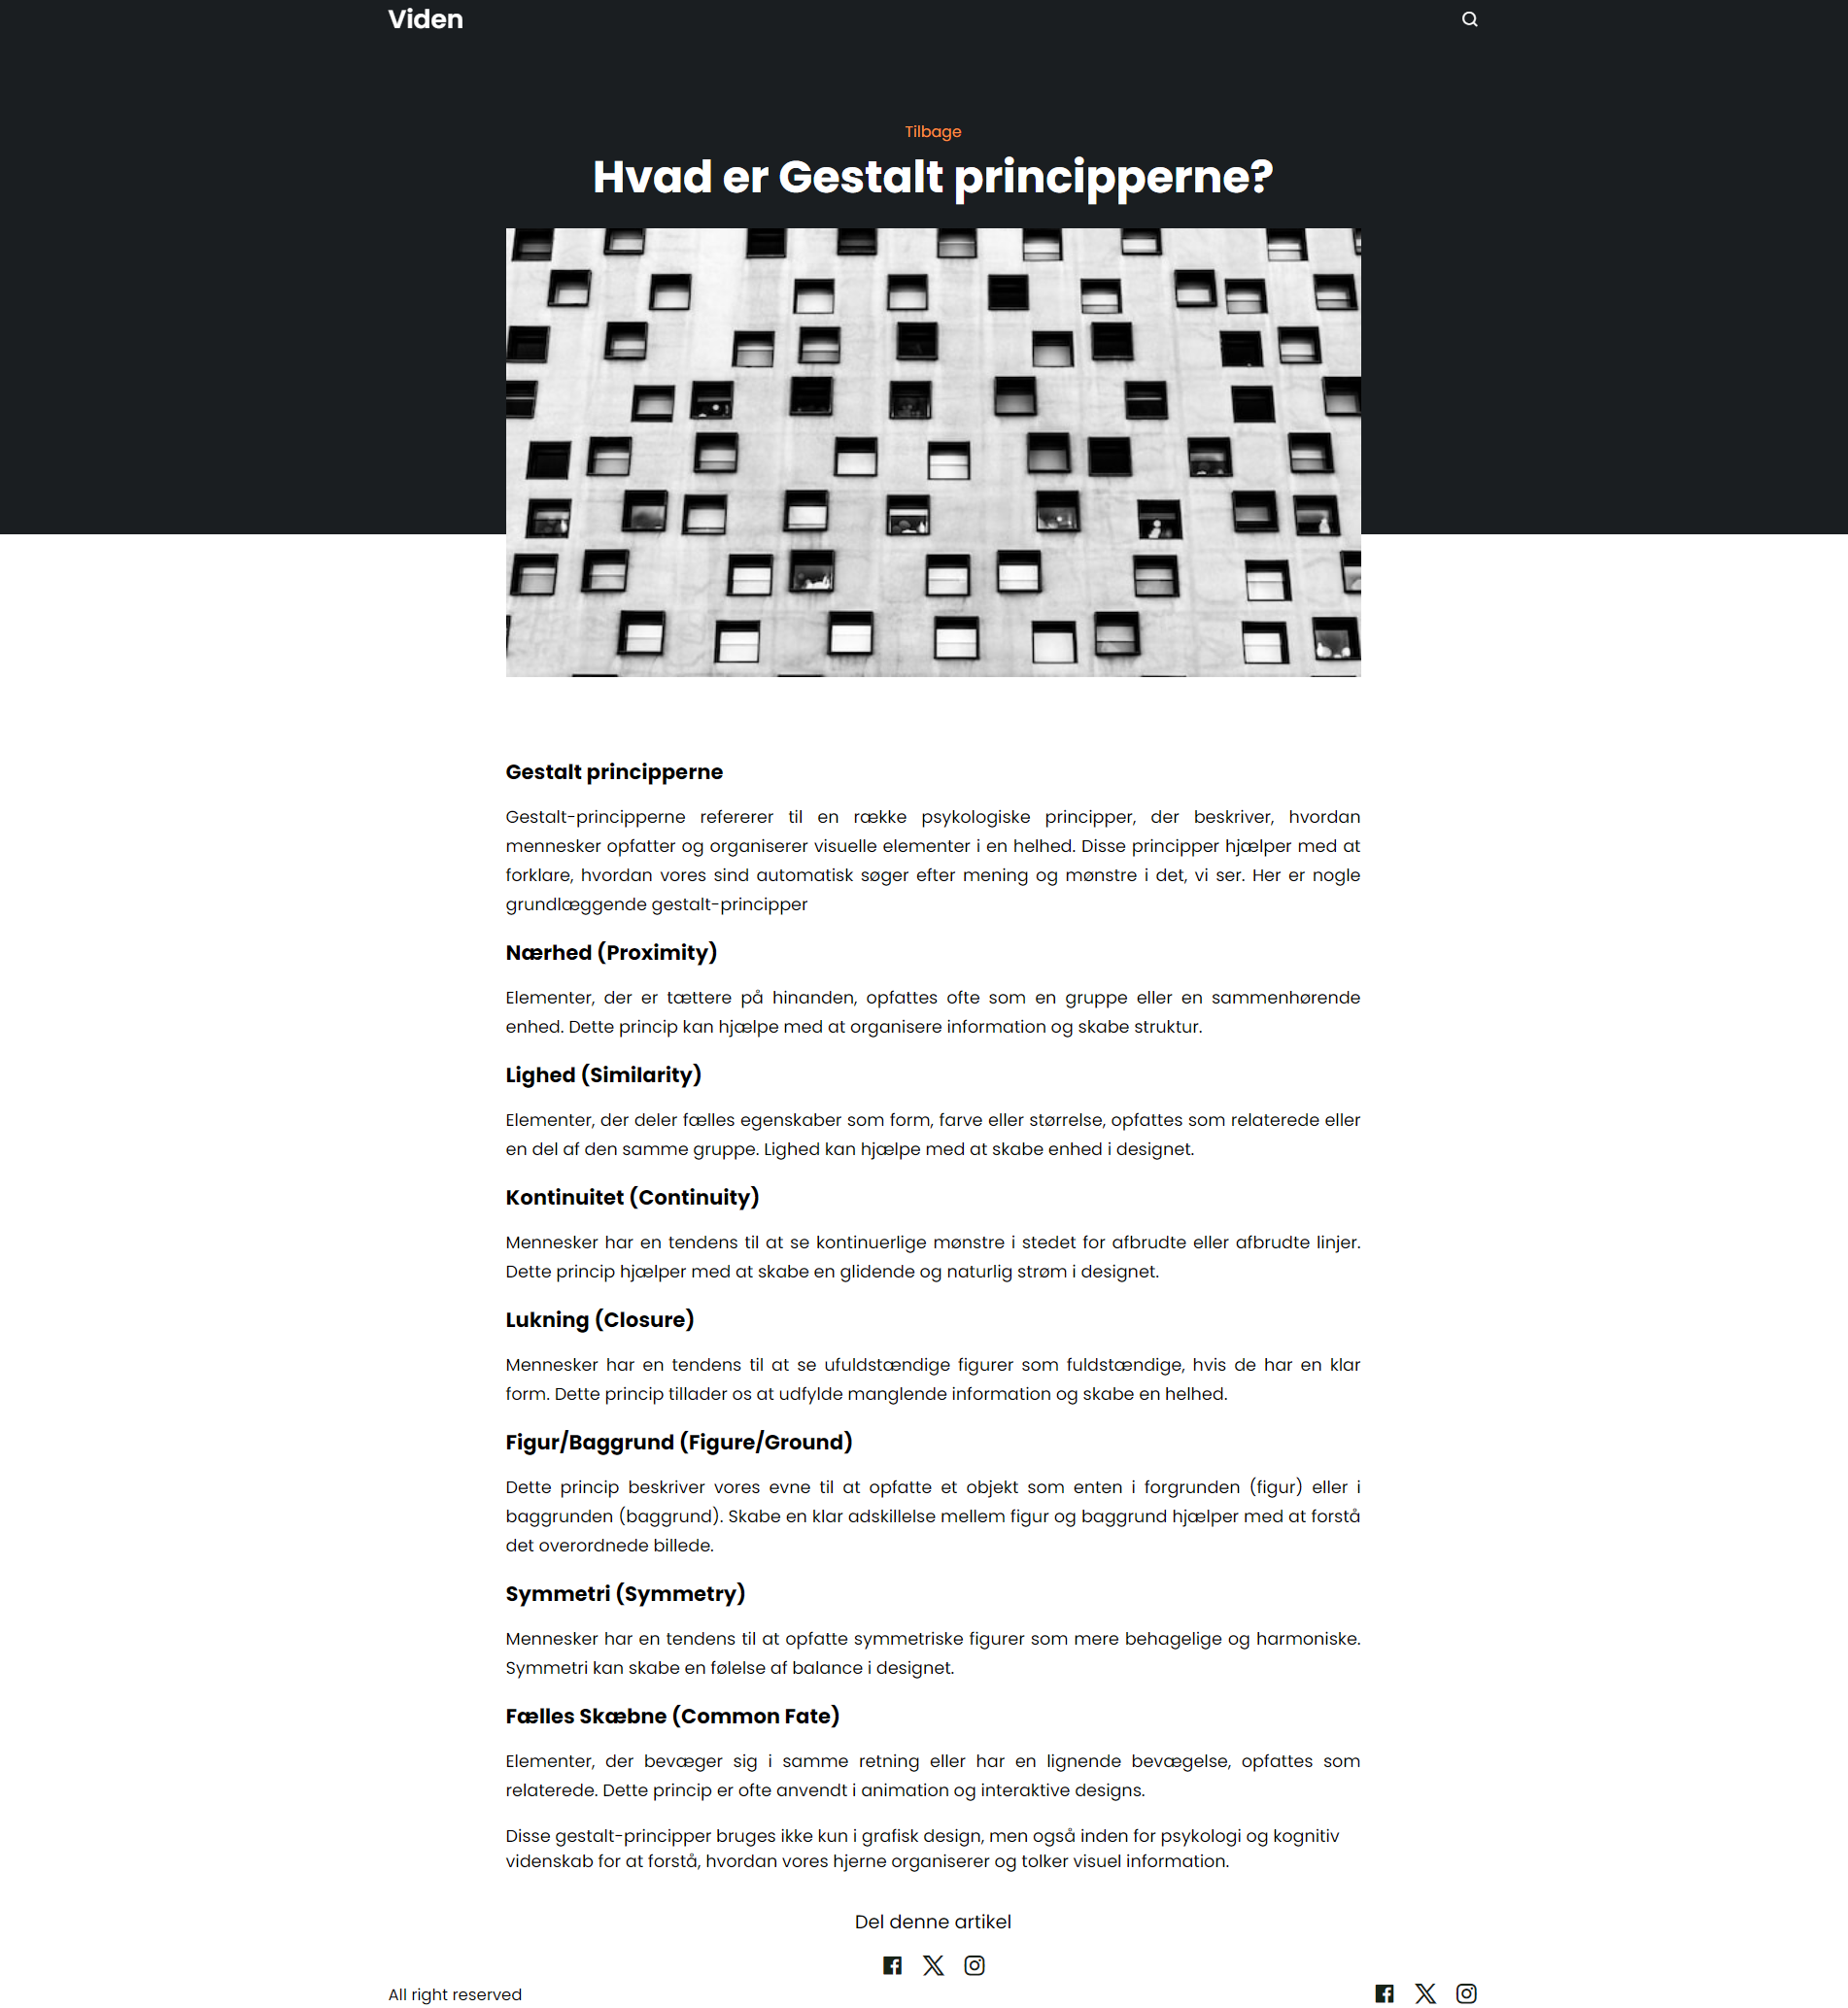 Viden
Tilbage
Hvad er Gestalt principperne?
Gestalt principperne
Gestalt-principperne refererer til en række psykologiske principper, der beskriver, hvordan
mennesker opfatter og organiserer visuelle elementer i en helhed. Disse principper hjælper med at
forklare, hvordan vores sind automatisk søger efter mening og mønstre i det, vi ser. Her er nogle
grundlæggende gestalt-principper
Nærhed (Proximity)
Elementer, der er tættere på hinanden, opfattes ofte som en gruppe eller en sammenhørende
enhed. Dette princip kan hjælpe med at organisere information og skabe struktur.
Lighed (Similarity)
Elementer, der deler fælles egenskaber som form, farve eller størrelse, opfattes som relaterede eller
en del af den samme gruppe. Lighed kan hjælpe med at skabe enhed i designet.
Kontinuitet (Continuity)
Mennesker har en tendens til at se kontinuerlige mønstre i stedet for afbrudte eller afbrudte linjer.
Dette princip hjælper med at skabe en glidende og naturlig strøm i designet.
Lukning (Closure)
Mennesker har en tendens til at se ufuldstændige figurer som fuldstændige, hvis de har en klar
form. Dette princip tillader os at udfylde manglende information og skabe en helhed.
Figur/Baggrund (Figure/Ground)
Dette princip beskriver vores evne til at opfatte et objekt som enten i forgrunden (figur) eller i
baggrunden (baggrund). Skabe en klar adskillelse mellem figur og baggrund hjælper med at forstå
det overordnede billede.
Symmetri (Symmetry)
Mennesker har en tendens til at opfatte symmetriske figurer som mere behagelige og harmoniske.
Symmetri kan skabe en følelse af balance i designet.
Fælles Skæbne (Common Fate)
Elementer, der bevæger sig i samme retning eller har en lignende bevægelse, opfattes som
relaterede. Dette princip er ofte anvendt i animation og interaktive designs.
Disse gestalt-principper bruges ikke kun i grafisk design, men også inden for psykologi og kognitiv
videnskab for at forstå, hvordan vores hjerne organiserer og tolker visuel information.
Del denne artikel
All right reserved